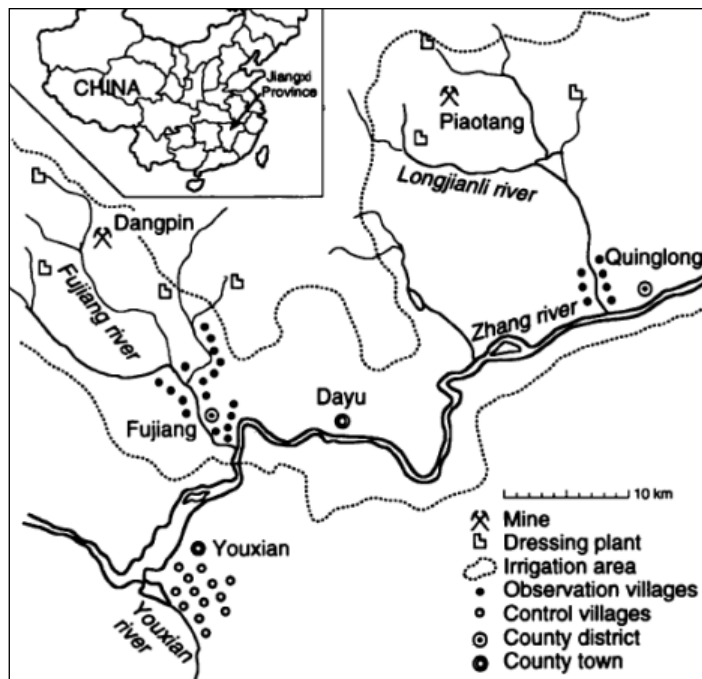 CHINA
Jiangxi
Province
Piaotang
Longjianli river
Dangpin
Quinglong
Fujiang river
Zhang river
Dayu
Fujiang
10 km
Mine
Dressing plant
Irrigation area
Observation villages
Control villages
County district
County town
Youxian
Youxian
river